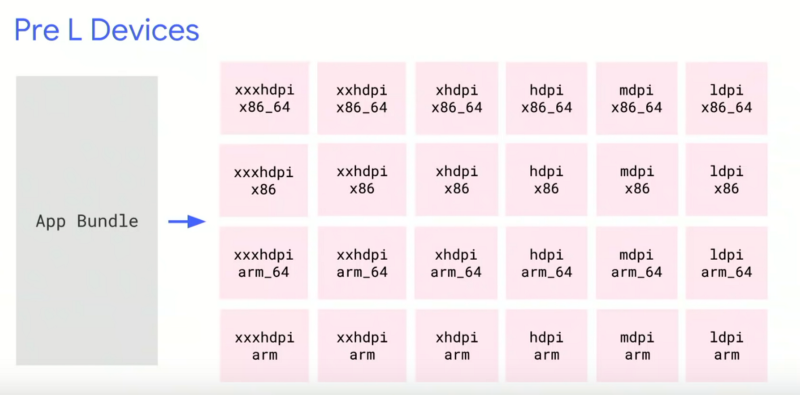 Pre L Devices
App Bundle
xxxhdpi
x86_64
xxhdpi
x86_64
xhdpi
x86_64
hdpi
x86_64
mdpi
x86_64
ldpi
x86_64
xxxhdpi
x86
xxhdpi
x86
xhdpi
x86
hdpi
x86
mdpi
x86
ldpi
x86
xxxhdpi
arm_64
xxhdpi
arm_64
xhdpi
arm_64
hdpi
arm_64
mdpi
arm_64
ldpi
arm_64
xxxhdpi
arm
xxhdpi
arm
xhdpi
arm
hdpi
arm
mdpi
arm
ldpi
arm